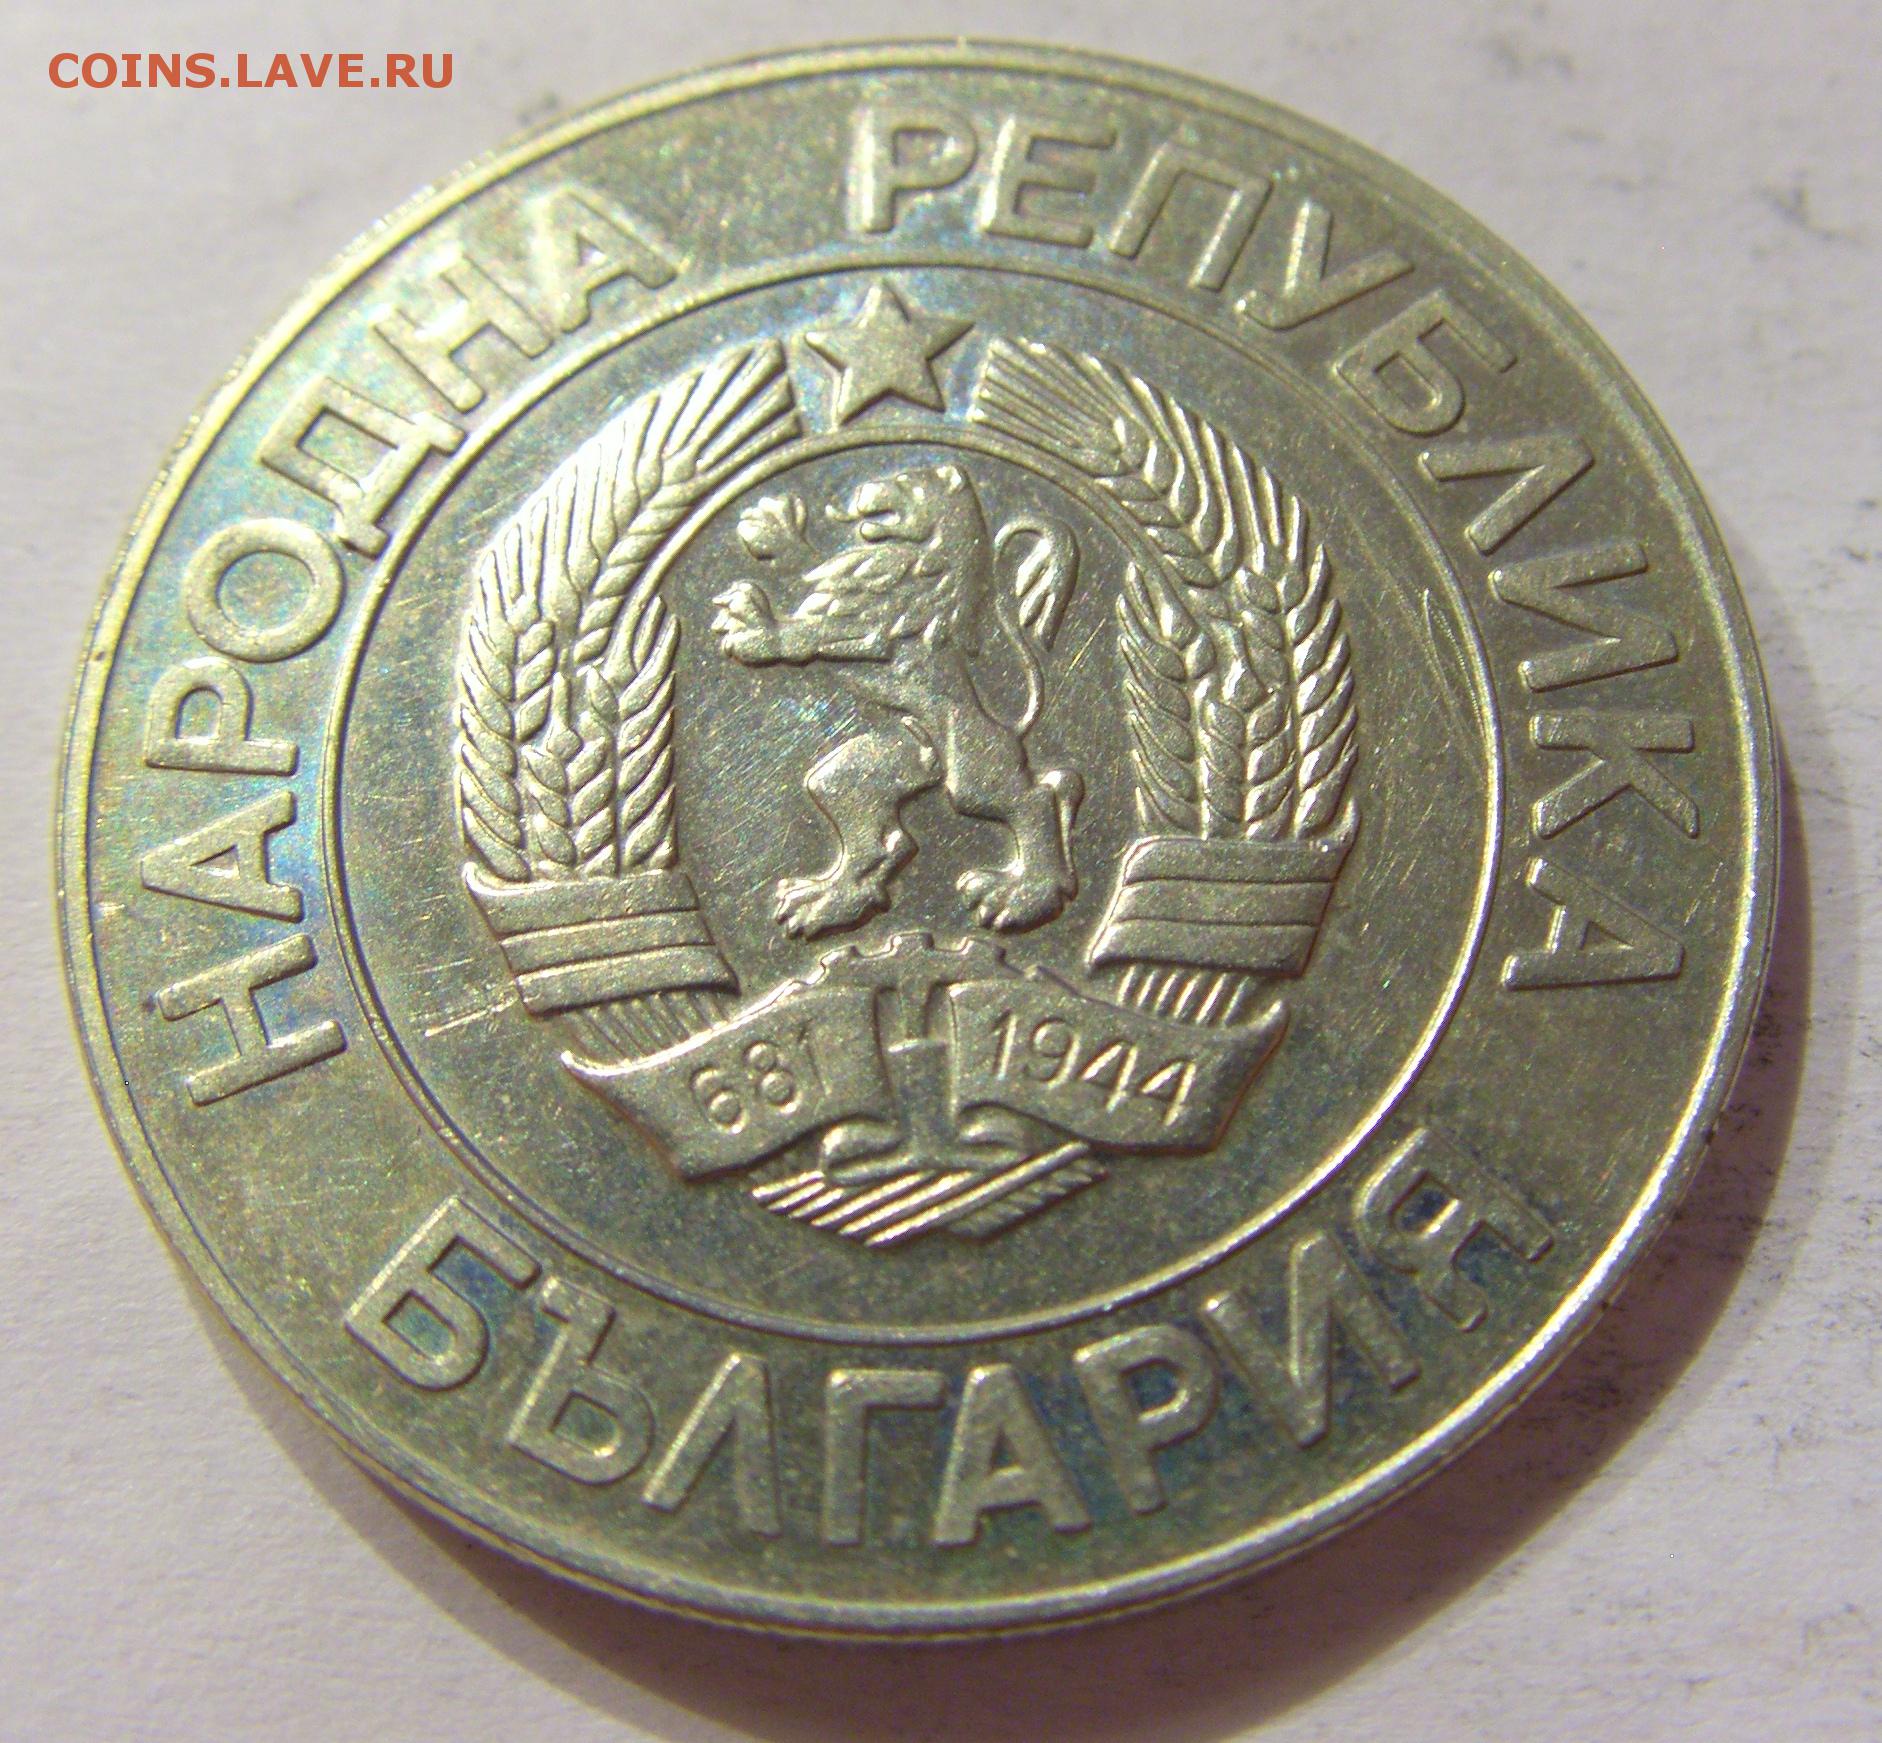 COINS.LAVE.RU
НАРОДНА РЕПУБЛИКА
БЪЛГАРИЯ
681 1944